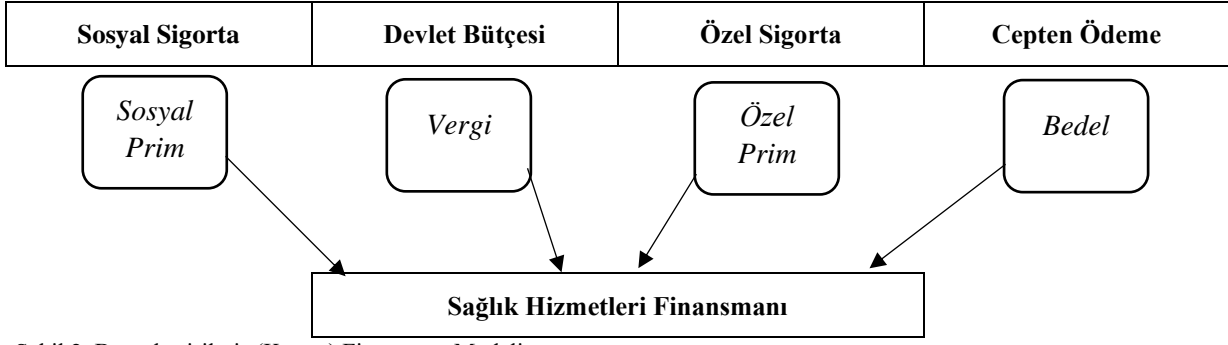 Sosyal Sigorta Devlet Bütçesi Özel Sigorta Cepten Ödeme
Sosyal
Prim
Vergi
Özel
Prim
Bedel
Sağlık Hizmetleri Finansmanı